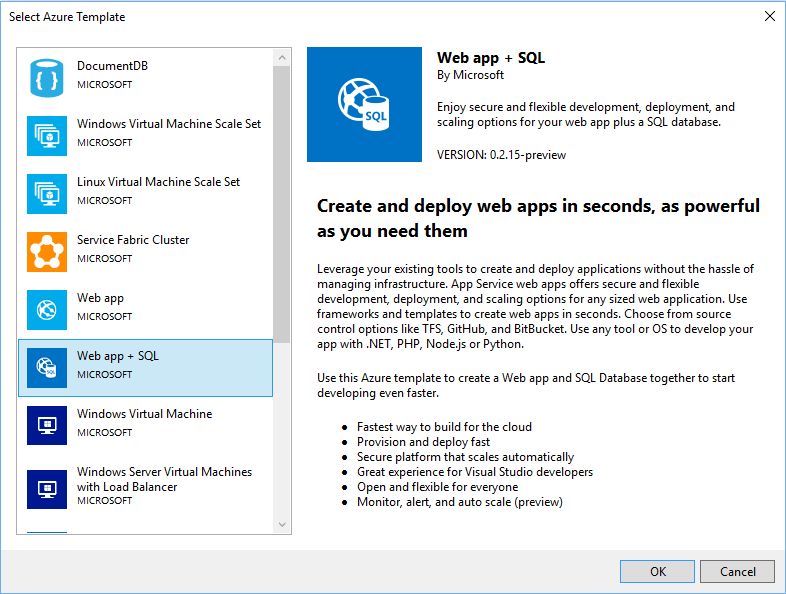 Select Azure Template
DocumentDB
MICROSOFT
Windows Virtual Machine Scale Set
MICROSOFT
Linux Virtual Machine Scale Set
MICROSOFT
Service Fabric Cluster
MICROSOFT
Web app
MICROSOFT
Web app + SQL
MICROSOFT
Windows Virtual Machine
MICROSOFT
Windows Server Virtual Machines
with Load Balancer
MICROSOFT
SQL
Web app + SQL
By Microsoft
Enjoy secure and flexible development, deployment, and
scaling options for your web app plus a SQL database.
VERSION: 0.2.15-preview
Create and deploy web apps in seconds, as powerful
as you need them
Leverage your existing tools to create and deploy applications without the hassle of
managing infrastructure. App Service web apps offers secure and flexible
development, deployment, and scaling options for any sized web application. Use
frameworks and templates to create web apps in seconds. Choose from source
control options like TFS, GitHub, and BitBucket. Use any tool or OS to develop your
app with .NET, PHP, Node.js or Python.
Use this Azure template to create a Web app and SQL Database together to start
developing even faster.
• Fastest way to build for the cloud
• Provision and deploy fast
• Secure platform that scales automatically
• Great experience for Visual Studio developers
• Open and flexible for everyone
• Monitor, alert, and auto scale (preview)
OK
Cancel